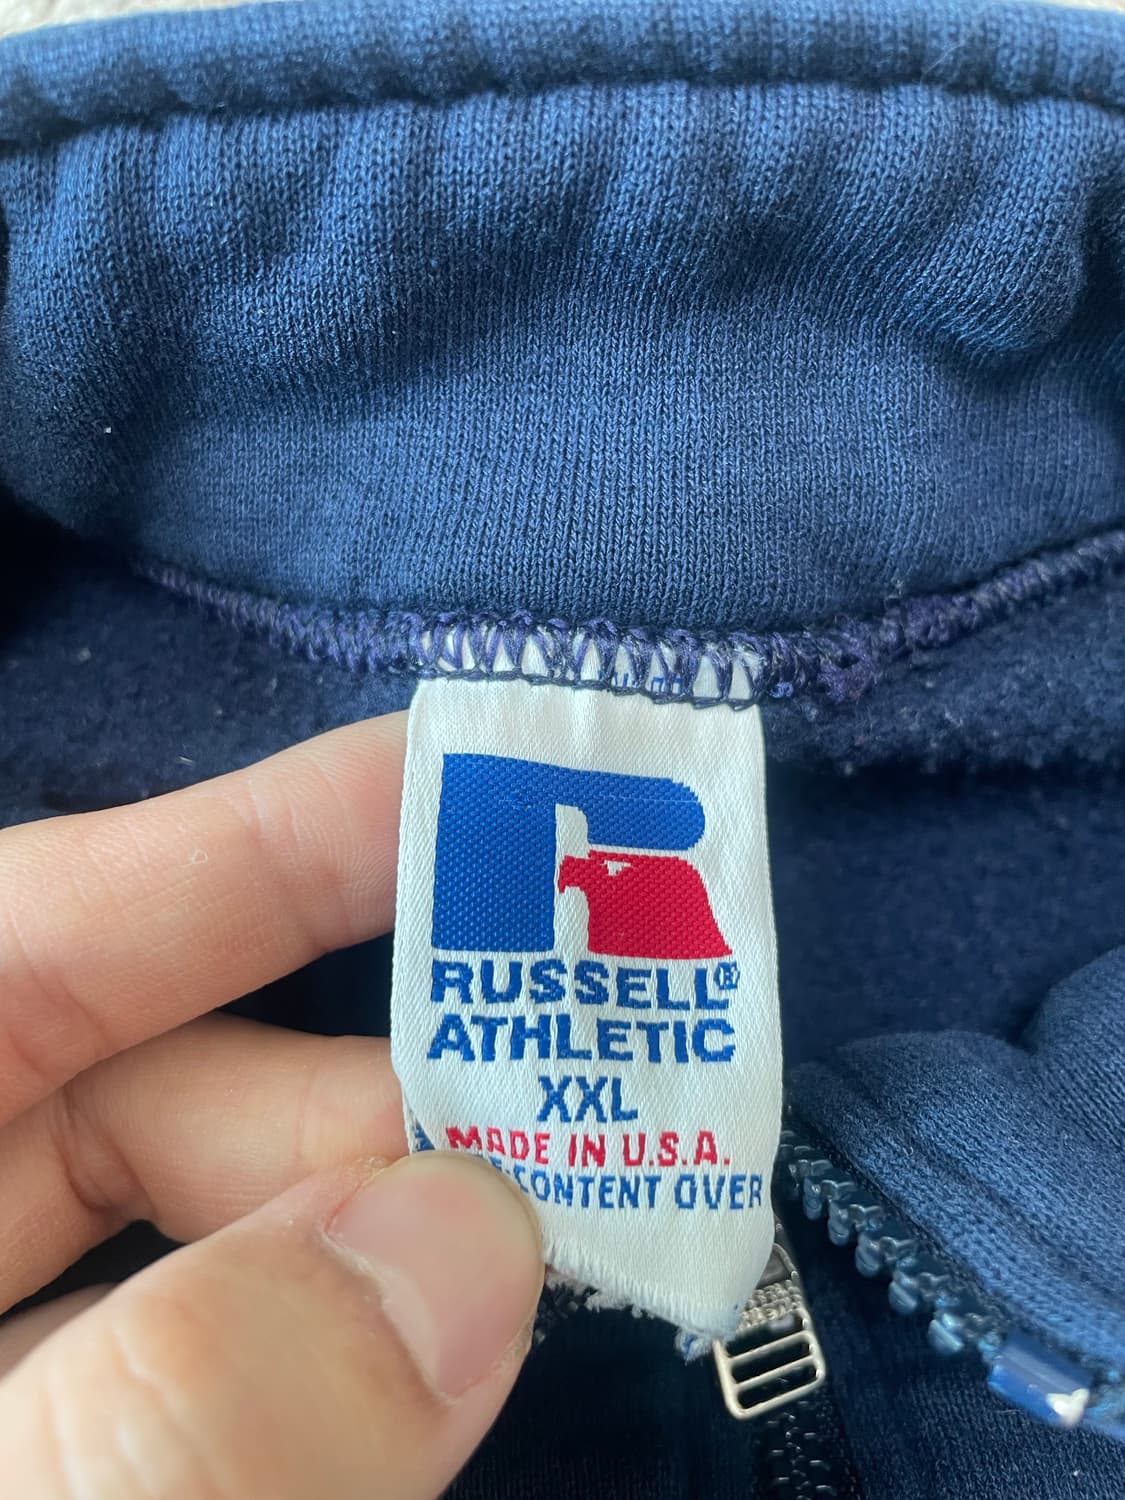 RUSSELL®
ATHLETIC
XXL
MADE IN U.S.A.
CONTENT OVER